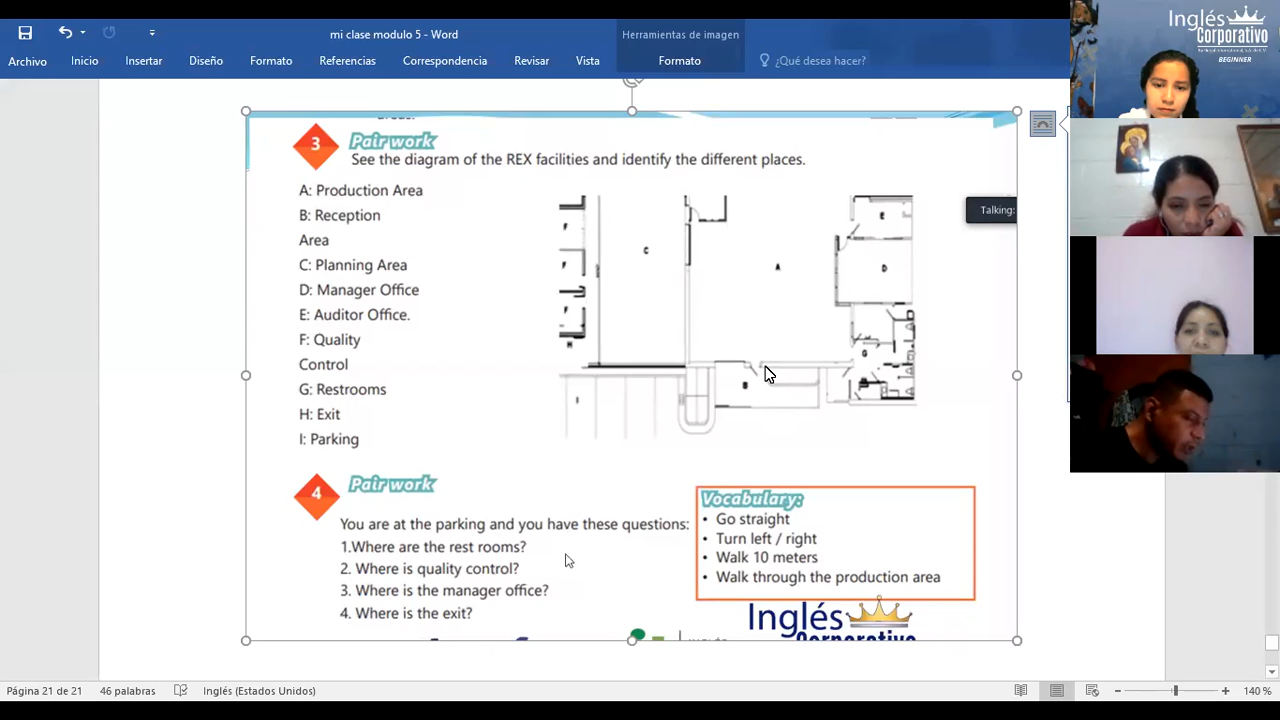 mi clase modulo 5 - Word
Herramientas de imagen
Archivo Inicio Insertar Diseño Formato Referencias Correspondencia Revisar Vista Formato ¿Qué desea hacer?
Inglés
Corporativo
BEGINNER
3 Pair work
See the diagram of the REX facilities and identify the different places.
A: Production Area
B: Reception
Area
C: Planning Area
D: Manager Office
E: Auditor Office.
F: Quality
Control
G: Restrooms
H: Exit
I: Parking
F
F
F
H
C
A
E
D
G
B
I
Talking:
4 Pair work
You are at the parking and you have these questions:
1.Where are the rest rooms?
2. Where is quality control?
3. Where is the manager office?
4. Where is the exit?
Vocabulary:
• Go straight
• Turn left / right
• Walk 10 meters
• Walk through the production area
Inglés
Corporativo
Página 21 de 21 46 palabras Inglés (Estados Unidos) 140 %